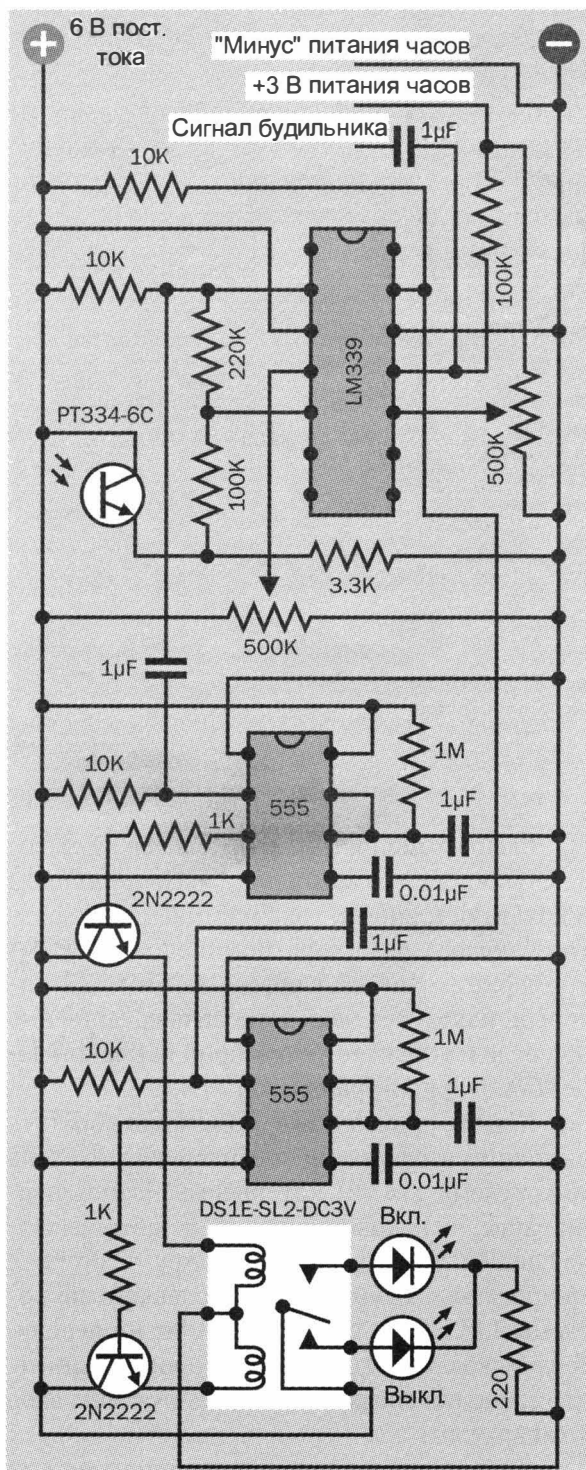 6 В пост.
тока
"Минус" питания часов
+3 В питания часов
Сигнал будильника
1µF
10K
10K
100K
220K
LM339
PT334-6C
100K
500K
3.3K
500K
1µF
10K
555
1M
1µF
1K
0.01µF
2N2222
1µF
10K
555
1M
1µF
0.01µF
DS1E-SL2-DC3V
1K
Вкл.
Выкл.
220
2N2222